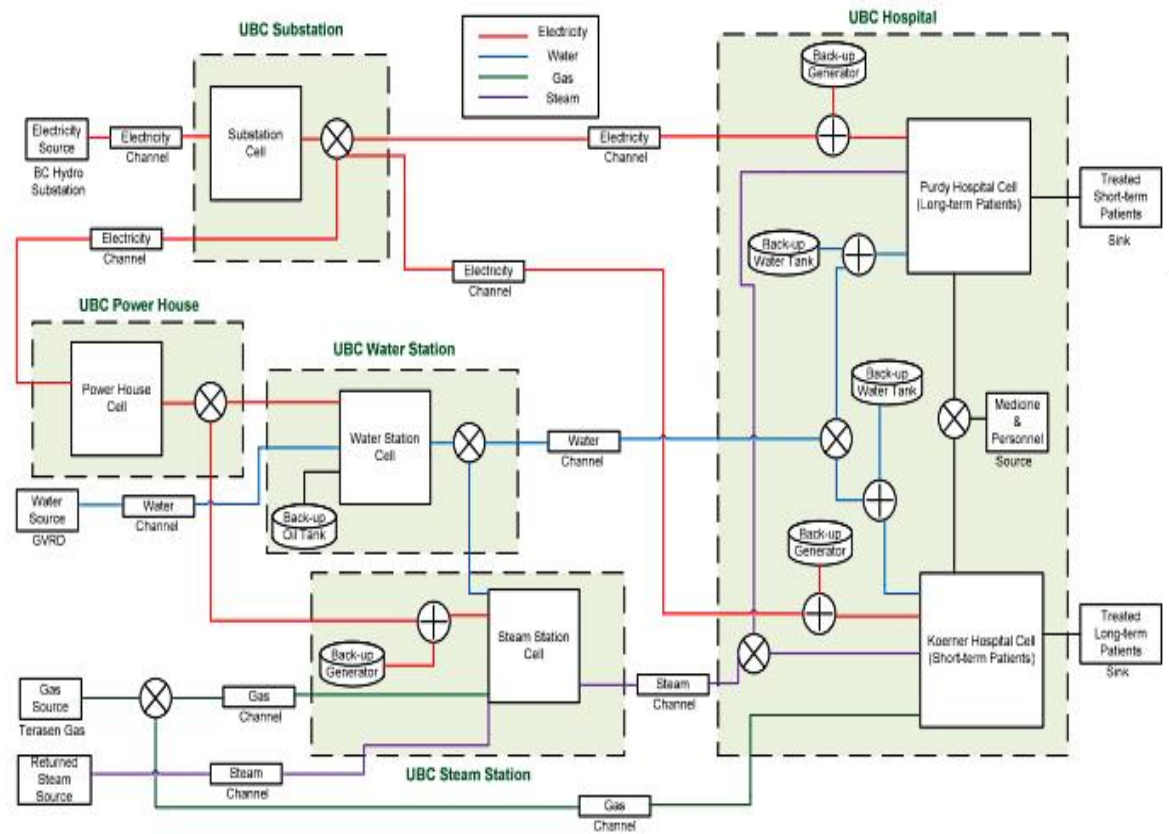 UBC Substation
UBC Hospital
Electricity
Water
Gas
Steam
Back-up
Generator
Electricity
Source
BC Hydro
Substation
Electricity
Channel
Substation
Cell
Electricity
Channel
Purdy Hospital Cell
(Long-term Patients)
Treated
Short-term
Patients
Sink
Electricity
Channel
Electricity
Channel
Back-up
Water Tank
UBC Power House
UBC Water Station
Power House
Cell
Water Station
Cell
Back-up
Water Tank
Medicine
&
Personnel
Source
Water
Channel
Water
Source
GVRD
Water
Channel
Back-up
Oil Tank
Back-up
Generator
Steam Station
Cell
Back-up
Generator
Koerner Hospital Cell
(Short-term Patients)
Treated
Long-term
Patients
Sink
Gas
Source
Terasen Gas
Gas
Channel
Steam
Channel
Returned
Steam
Source
Steam
Channel
UBC Steam Station
Gas
Channel